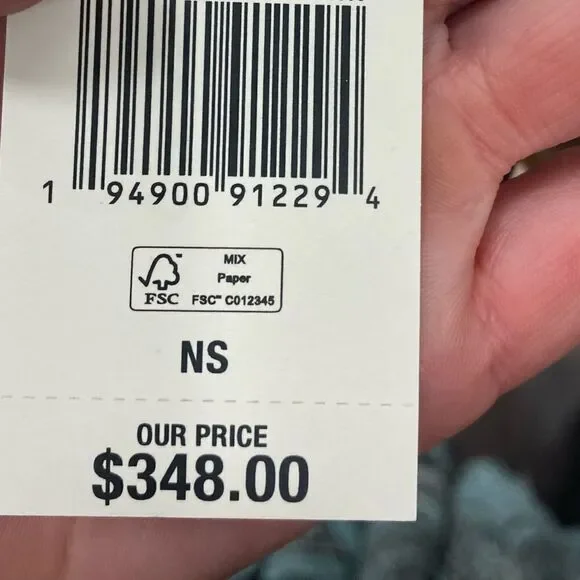 1 94900 91229 4
MIX
Paper
FSC FSC™ C012345
NS
OUR PRICE
$348.00